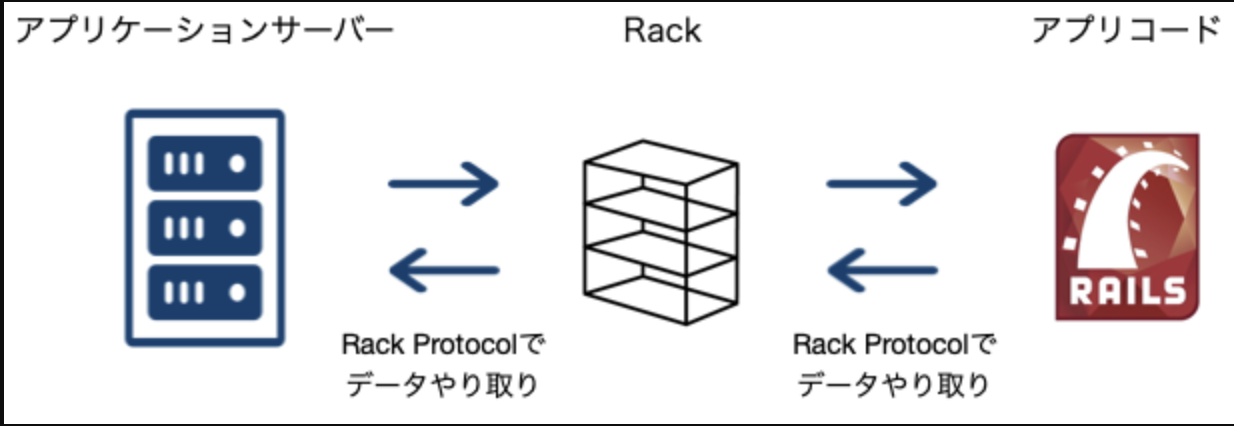 アプリケーションサーバー
Rack
アプリコード
RAILS
Rack Protocolで
データやり取り
Rack Protocolで
データやり取り